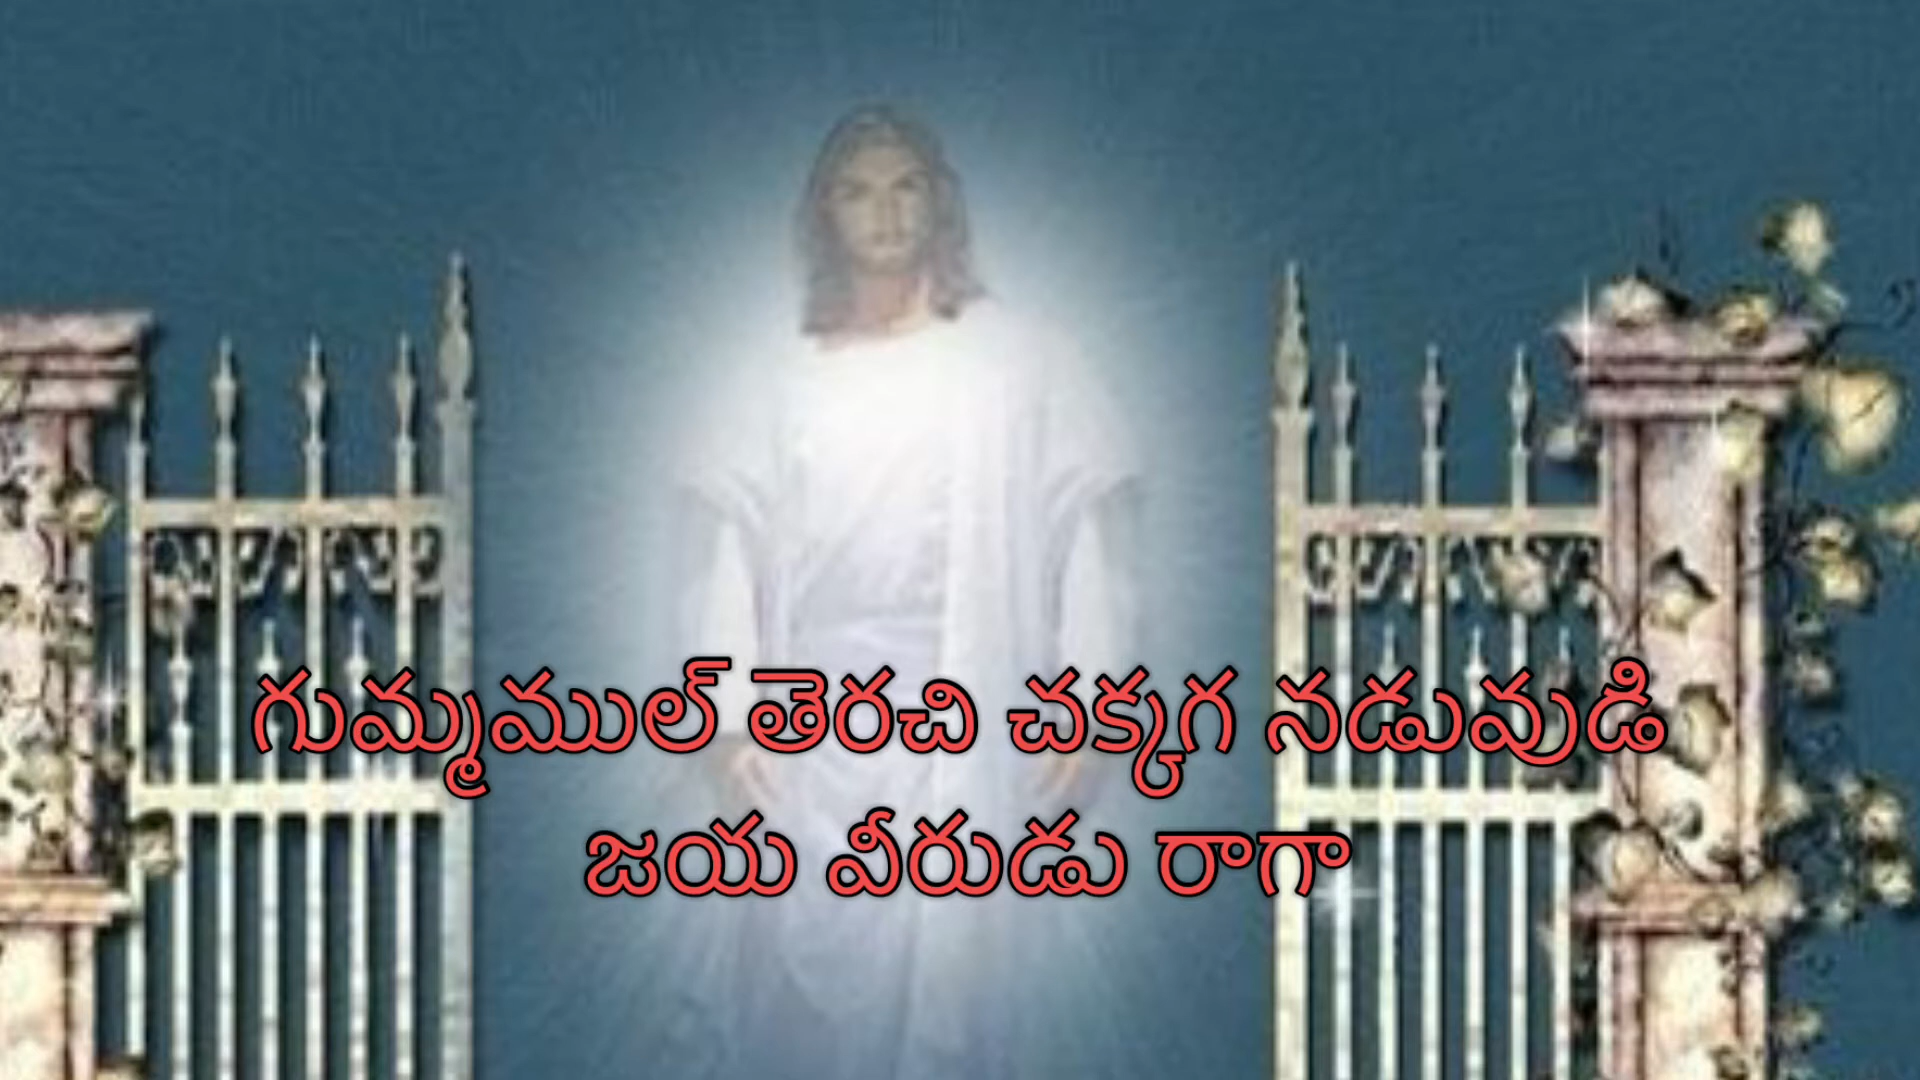 గుమ్మముల్ తెరచి చక్కగ నడువుడి
జయ వీరుడు రాగా